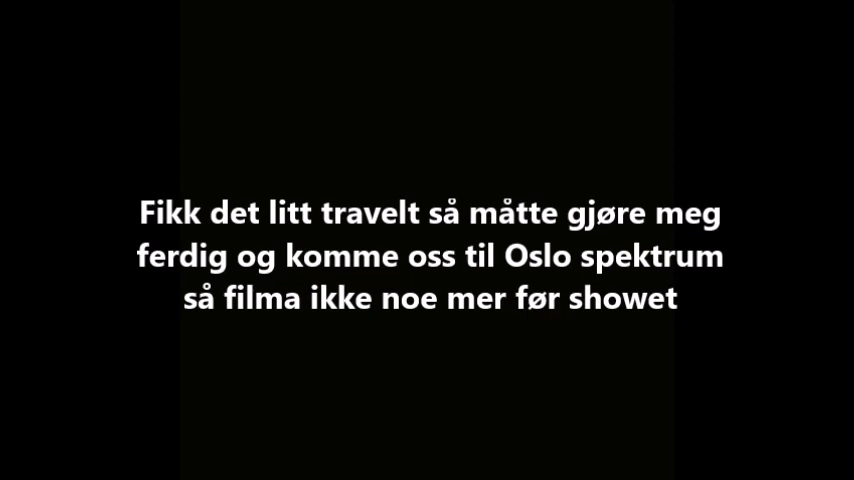 Fikk det litt travelt så måtte gjøre meg
ferdig og komme oss til Oslo spektrum
så filma ikke noe mer før showet